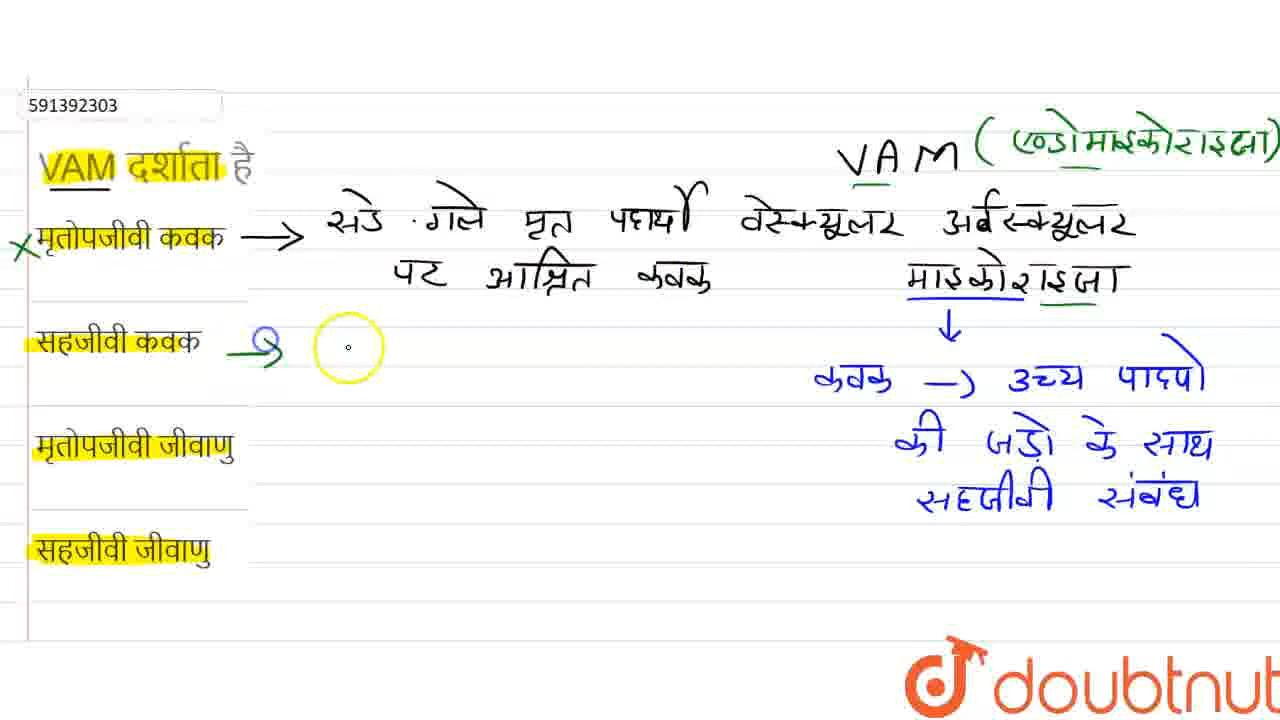 591392303
VAM दर्शाता है
मृतोपजीवी कवक
सहजीवी कवक
मृतोपजीवी जीवाणु
सहजीवी जीवाणु
सडे गले मृत पदार्थो
पर आश्रित कवक
VAM (एण्डोमाइकोराइजा)
वेस्क्यूलर अर्बस्क्यूलर
माइकोराइजा
कवक → उच्य पादपो
की जड़ो के साथ
सहजीवी संबंध
doubtnut